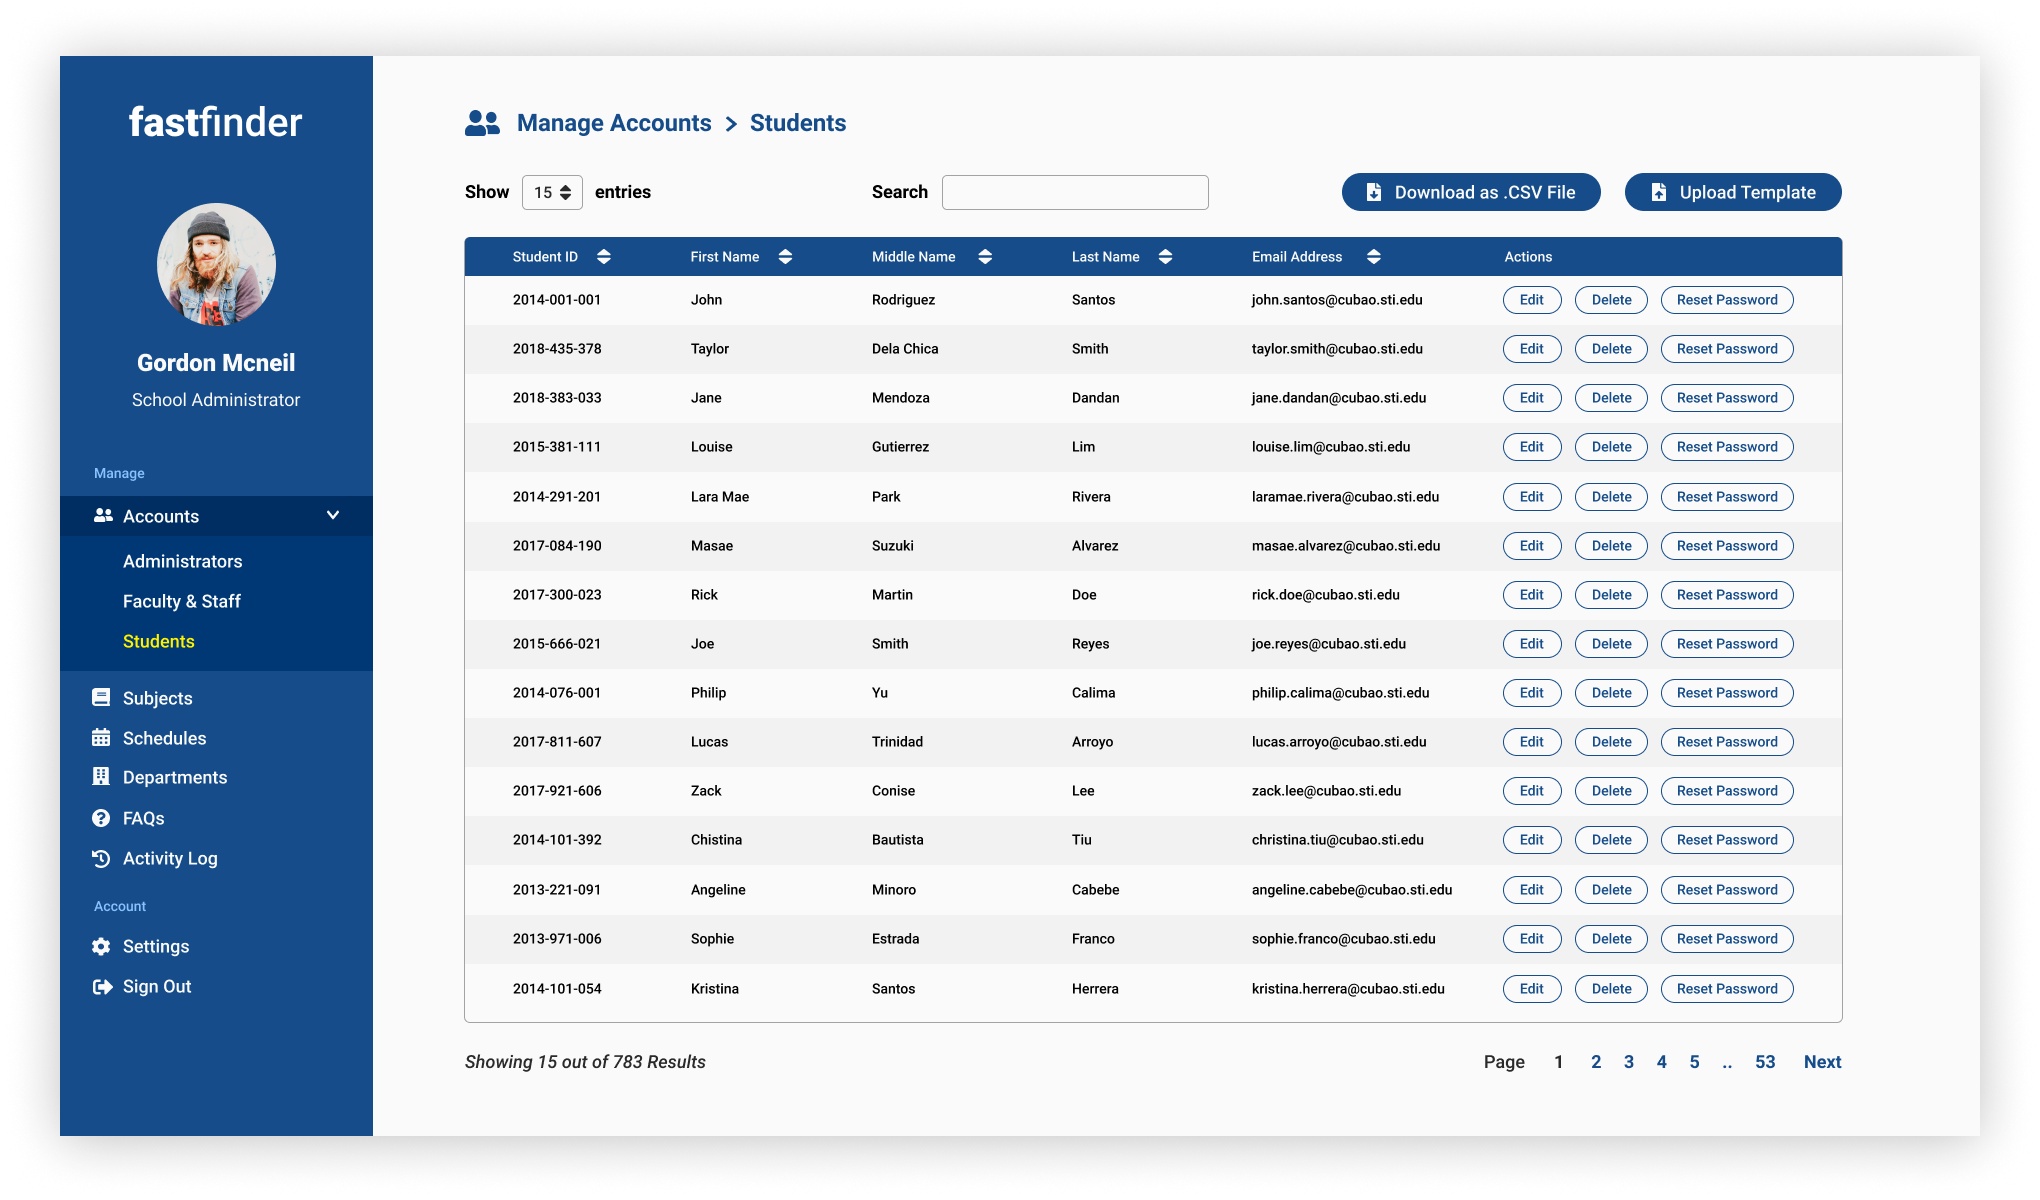 fastfinder
Gordon Mcneil
School Administrator
Manage
Accounts
Administrators
Faculty & Staff
Students
Subjects
Schedules
Departments
FAQs
Activity Log
Account
Settings
Sign Out
Manage Accounts > Students
Show 15 entries Search Download as .CSV File Upload Template
Student ID First Name Middle Name Last Name Email Address Actions
2014-001-001 John Rodriguez Santos john.santos@cubao.sti.edu Edit Delete Reset Password
2018-435-378 Taylor Dela Chica Smith taylor.smith@cubao.sti.edu Edit Delete Reset Password
2018-383-033 Jane Mendoza Dandan jane.dandan@cubao.sti.edu Edit Delete Reset Password
2015-381-111 Louise Gutierrez Lim louise.lim@cubao.sti.edu Edit Delete Reset Password
2014-291-201 Lara Mae Park Rivera laramae.rivera@cubao.sti.edu Edit Delete Reset Password
2017-084-190 Masae Suzuki Alvarez masae.alvarez@cubao.sti.edu Edit Delete Reset Password
2017-300-023 Rick Martin Doe rick.doe@cubao.sti.edu Edit Delete Reset Password
2015-666-021 Joe Smith Reyes joe.reyes@cubao.sti.edu Edit Delete Reset Password
2014-076-001 Philip Yu Calima philip.calima@cubao.sti.edu Edit Delete Reset Password
2017-811-607 Lucas Trinidad Arroyo lucas.arroyo@cubao.sti.edu Edit Delete Reset Password
2017-921-606 Zack Conise Lee zack.lee@cubao.sti.edu Edit Delete Reset Password
2014-101-392 Chistina Bautista Tiu christina.tiu@cubao.sti.edu Edit Delete Reset Password
2013-221-091 Angeline Minoro Cabebe angeline.cabebe@cubao.sti.edu Edit Delete Reset Password
2013-971-006 Sophie Estrada Franco sophie.franco@cubao.sti.edu Edit Delete Reset Password
2014-101-054 Kristina Santos Herrera kristina.herrera@cubao.sti.edu Edit Delete Reset Password
Showing 15 out of 783 Results Page 1 2 3 4 5 .. 53 Next